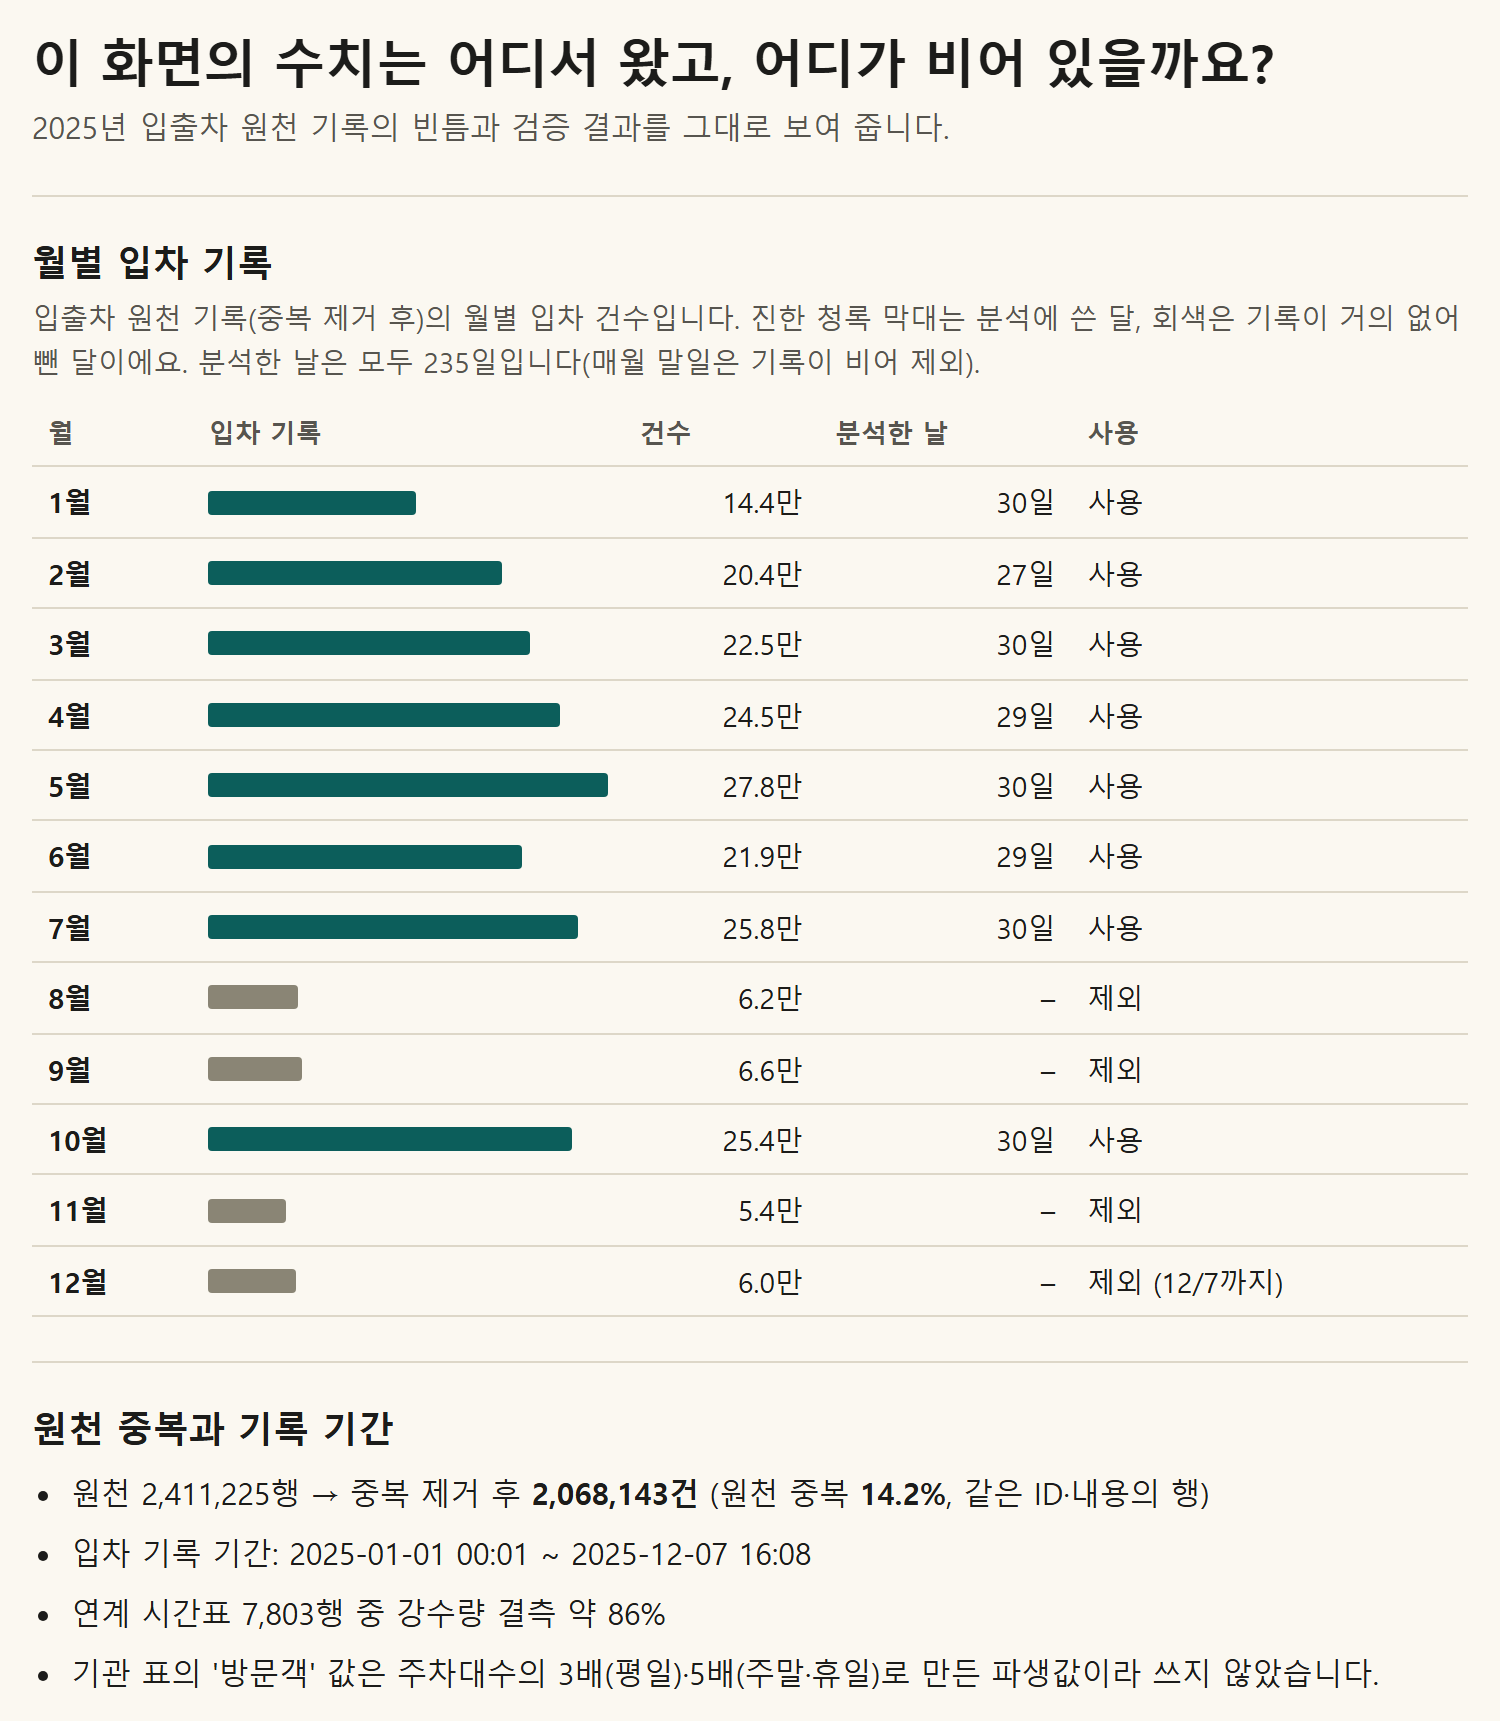 이 화면의 수치는 어디서 왔고, 어디가 비어 있을까요?
2025년 입출차 원천 기록의 빈틈과 검증 결과를 그대로 보여 줍니다.
월별 입차 기록
입출차 원천 기록(중복 제거 후)의 월별 입차 건수입니다. 진한 청록 막대는 분석에 쓴 달, 회색은 기록이 거의 없어
뺀 달이에요. 분석한 날은 모두 235일입니다(매월 말일은 기록이 비어 제외).
월 입차 기록 건수 분석한 날 사용
1월 14.4만 30일 사용
2월 20.4만 27일 사용
3월 22.5만 30일 사용
4월 24.5만 29일 사용
5월 27.8만 30일 사용
6월 21.9만 29일 사용
7월 25.8만 30일 사용
8월 6.2만 – 제외
9월 6.6만 – 제외
10월 25.4만 30일 사용
11월 5.4만 – 제외
12월 6.0만 – 제외 (12/7까지)
원천 중복과 기록 기간
• 원천 2,411,225행 → 중복 제거 후 2,068,143건 (원천 중복 14.2%, 같은 ID·내용의 행)
• 입차 기록 기간: 2025-01-01 00:01 ~ 2025-12-07 16:08
• 연계 시간표 7,803행 중 강수량 결측 약 86%
• 기관 표의 '방문객' 값은 주차대수의 3배(평일)·5배(주말·휴일)로 만든 파생값이라 쓰지 않았습니다.